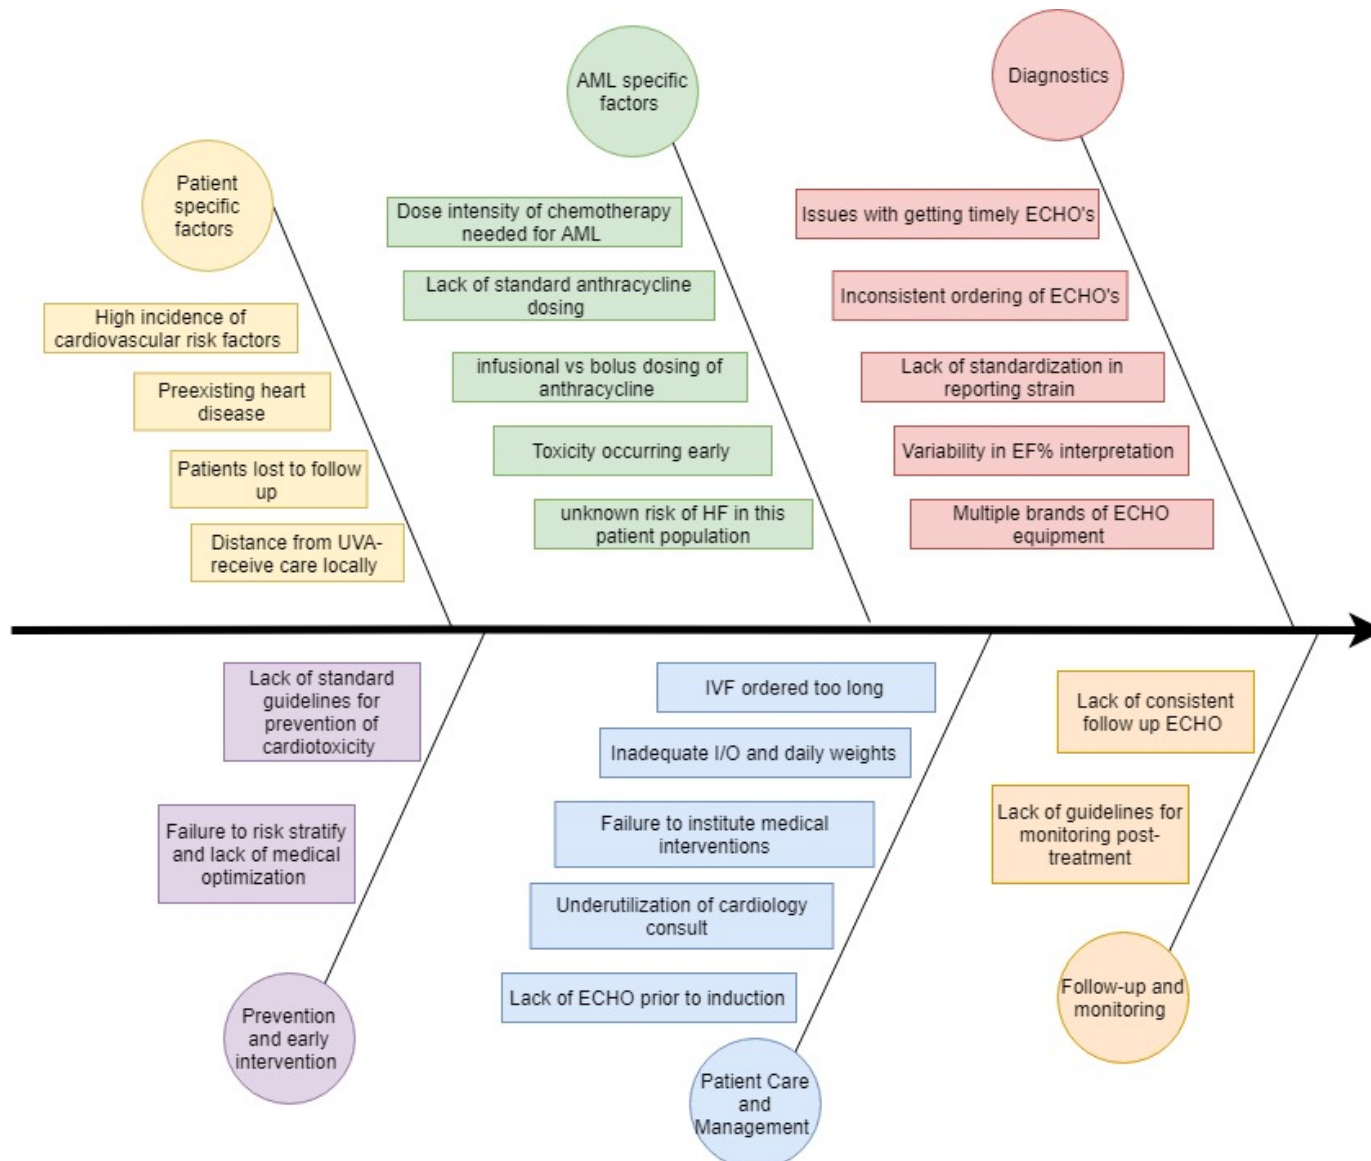 Patient
specific
factors
High incidence of
cardiovascular risk factors
Preexisting heart
disease
Patients lost to follow
up
Distance from UVA-
receive care locally
AML specific
factors
Dose intensity of chemotherapy
needed for AML
Lack of standard anthracycline
dosing
infusional vs bolus dosing of
anthracycline
Toxicity occurring early
unknown risk of HF in this
patient population
Diagnostics
Issues with getting timely ECHO's
Inconsistent ordering of ECHO's
Lack of standardization in
reporting strain
Variability in EF% interpretation
Multiple brands of ECHO
equipment
Lack of standard
guidelines for
prevention of
cardiotoxicity
Failure to risk stratify
and lack of medical
optimization
Prevention
and early
intervention
IVF ordered too long
Inadequate I/O and daily weights
Failure to institute medical
interventions
Underutilization of cardiology
consult
Lack of ECHO prior to induction
Patient Care
and
Management
Lack of consistent
follow up ECHO
Lack of guidelines for
monitoring post-
treatment
Follow-up and
monitoring